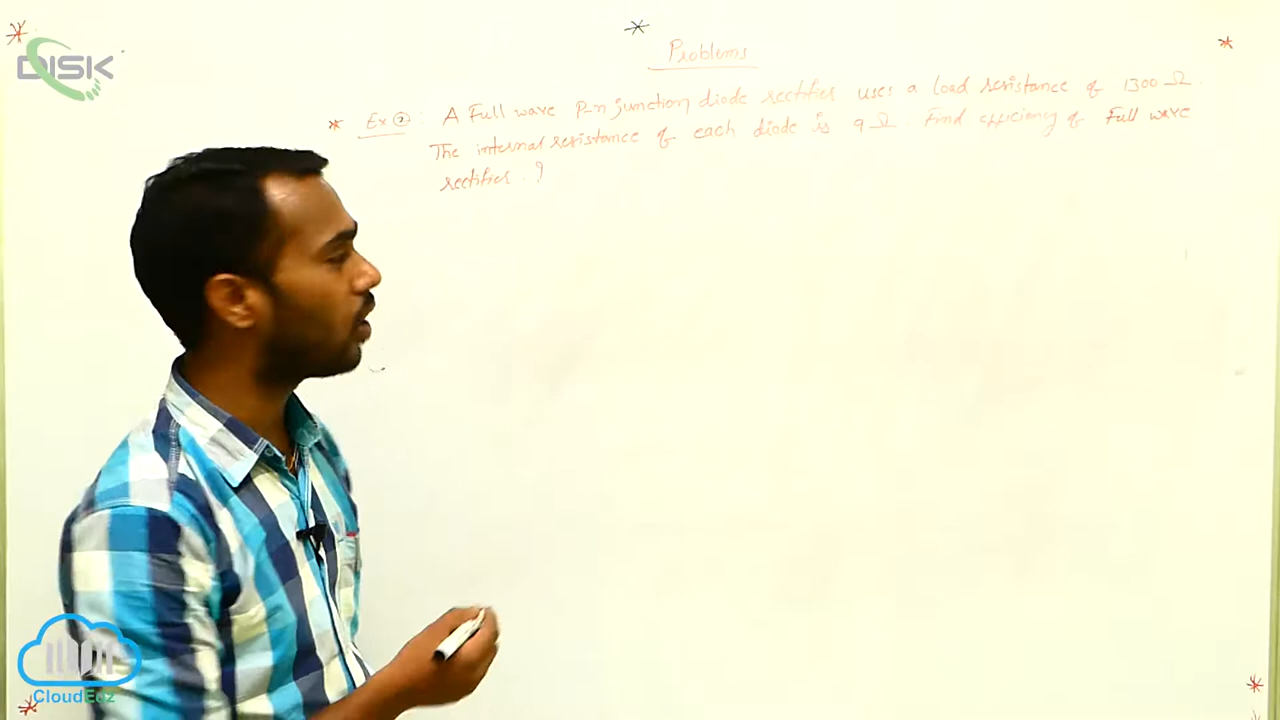 DISK
Problems
Ex ②: A Full wave P-n junction diode rectifier uses a load resistance of 1300 Ω.
The internal resistance of each diode is 9 Ω Find efficiency of Full wave
rectifier. ?
CloudEdz